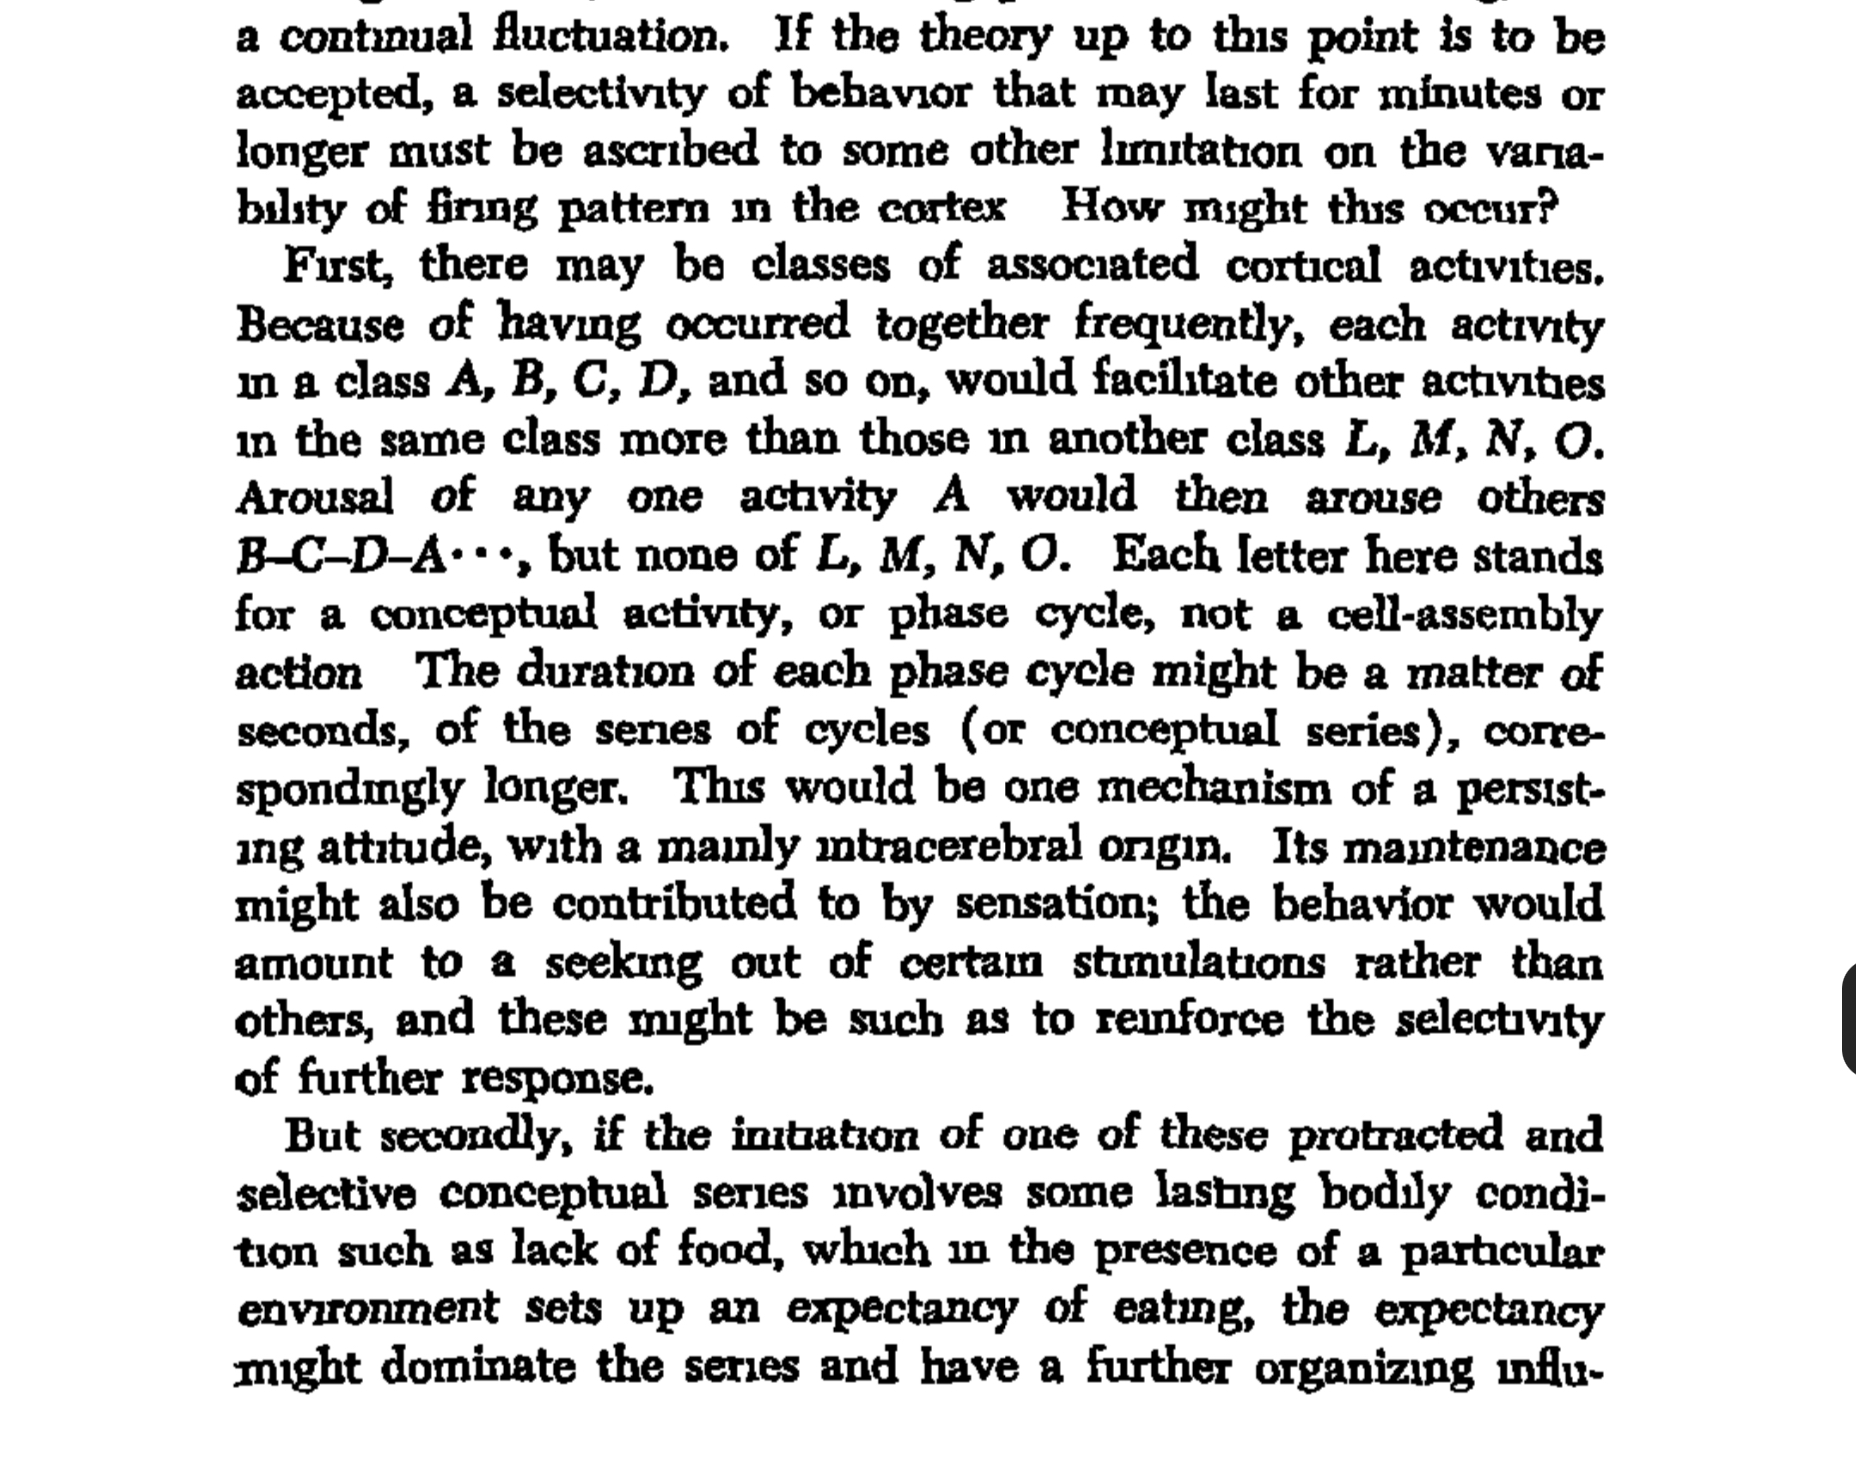 a continual fluctuation. If the theory up to this point is to be
accepted, a selectivity of behavior that may last for minutes or
longer must be ascribed to some other limitation on the varia-
bility of firing pattern in the cortex How might this occur?
First, there may be classes of associated cortical activities.
Because of having occurred together frequently, each activity
in a class A, B, C, D, and so on, would facilitate other activities
in the same class more than those in another class L, M, N, O.
Arousal of any one activity A would then arouse others
B–C–D–A···, but none of L, M, N, O. Each letter here stands
for a conceptual activity, or phase cycle, not a cell-assembly
action The duration of each phase cycle might be a matter of
seconds, of the series of cycles (or conceptual series), corre-
spondingly longer. This would be one mechanism of a persist-
ing attitude, with a mainly intracerebral origin. Its maintenance
might also be contributed to by sensation; the behavior would
amount to a seeking out of certain stimulations rather than
others, and these might be such as to reinforce the selectivity
of further response.
But secondly, if the initiation of one of these protracted and
selective conceptual series involves some lasting bodily condi-
tion such as lack of food, which in the presence of a particular
environment sets up an expectancy of eating, the expectancy
might dominate the series and have a further organizing influ-